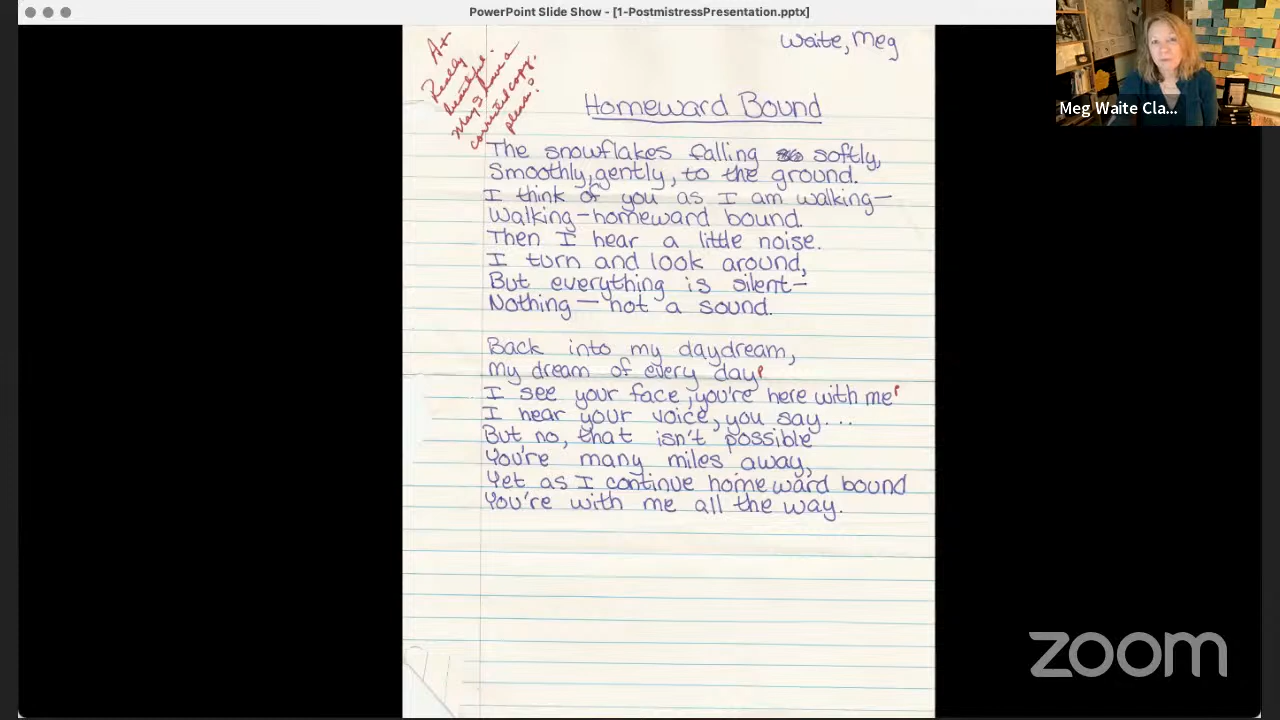 PowerPoint Slide Show - [1-PostmistressPresentation.pptx]
Meg Waite Cla...
Waite, Meg
A+
Really
beautiful.
May I have a
corrected copy,
please?
Homeward Bound
The snowflakes falling softly,
Smoothly, gently, to the ground.
I think of you as I am walking—
Walking—homeward bound.
Then I hear a little noise.
I turn and look around,
But everything is silent—
Nothing — not a sound.
Back into my daydream,
My dream of every day.
I see your face, you're here with me.
I hear your voice, you say...
But no, that isn't possible
You're many miles away,
Yet as I continue homeward bound
You're with me all the way.
zoom